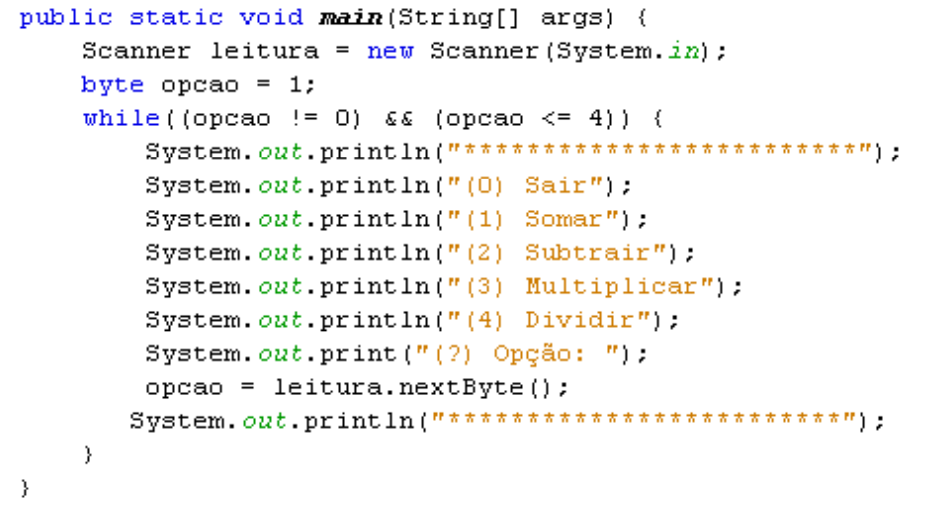 public static void main(String[] args) {
    Scanner leitura = new Scanner(System.in);
    byte opcao = 1;
    while((opcao != 0) && (opcao <= 4)) {
        System.out.println("*************************");
        System.out.println("(0) Sair");
        System.out.println("(1) Somar");
        System.out.println("(2) Subtrair");
        System.out.println("(3) Multiplicar");
        System.out.println("(4) Dividir");
        System.out.print("(?) Opção: ");
        opcao = leitura.nextByte();
       System.out.println("*************************");
    }
}